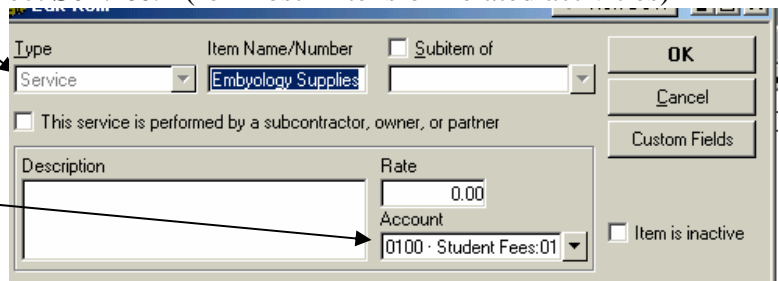 Type
Item Name/Number
Subitem of
OK
Service
Embyology Supplies
Cancel
This service is performed by a subcontractor, owner, or partner
Custom Fields
Description
Rate
0.00
Account
0100 · Student Fees:01
Item is inactive